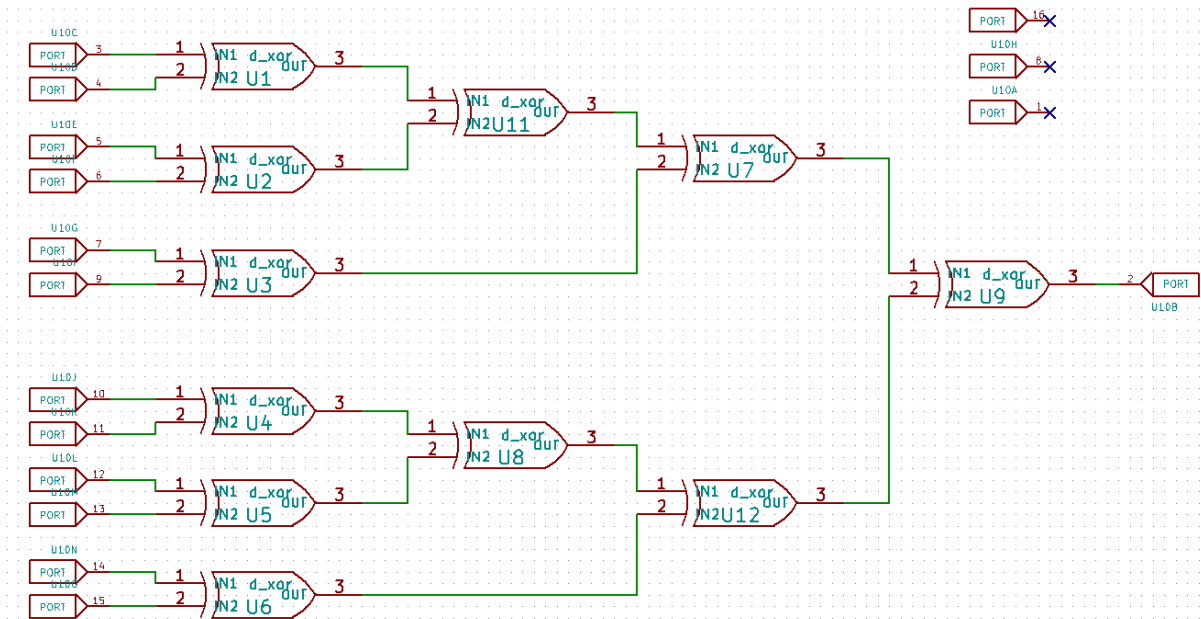 U10C
PORT 3
PORT 4
1 IN1 d_xor out 3
2 IN2 U1
U10E
PORT 5
PORT 6
1 IN1 d_xor out 3
2 IN2 U2
1 IN1 d_xor out 3
2 IN2 U11
U10G
PORT 7
PORT 9
1 IN1 d_xor out 3
2 IN2 U3
1 IN1 d_xor out 3
2 IN2 U7
PORT 16
U10H
PORT 8
U10A
PORT 1
1 IN1 d_xor out 3
2 IN2 U9
2 PORT
U10B
U10J
PORT 10
PORT 11
1 IN1 d_xor out 3
2 IN2 U4
U10L
PORT 12
PORT 13
1 IN1 d_xor out 3
2 IN2 U5
1 IN1 d_xor out 3
2 IN2 U8
U10N
PORT 14
PORT 15
1 IN1 d_xor out 3
2 IN2 U6
1 IN1 d_xor out 3
2 IN2 U12